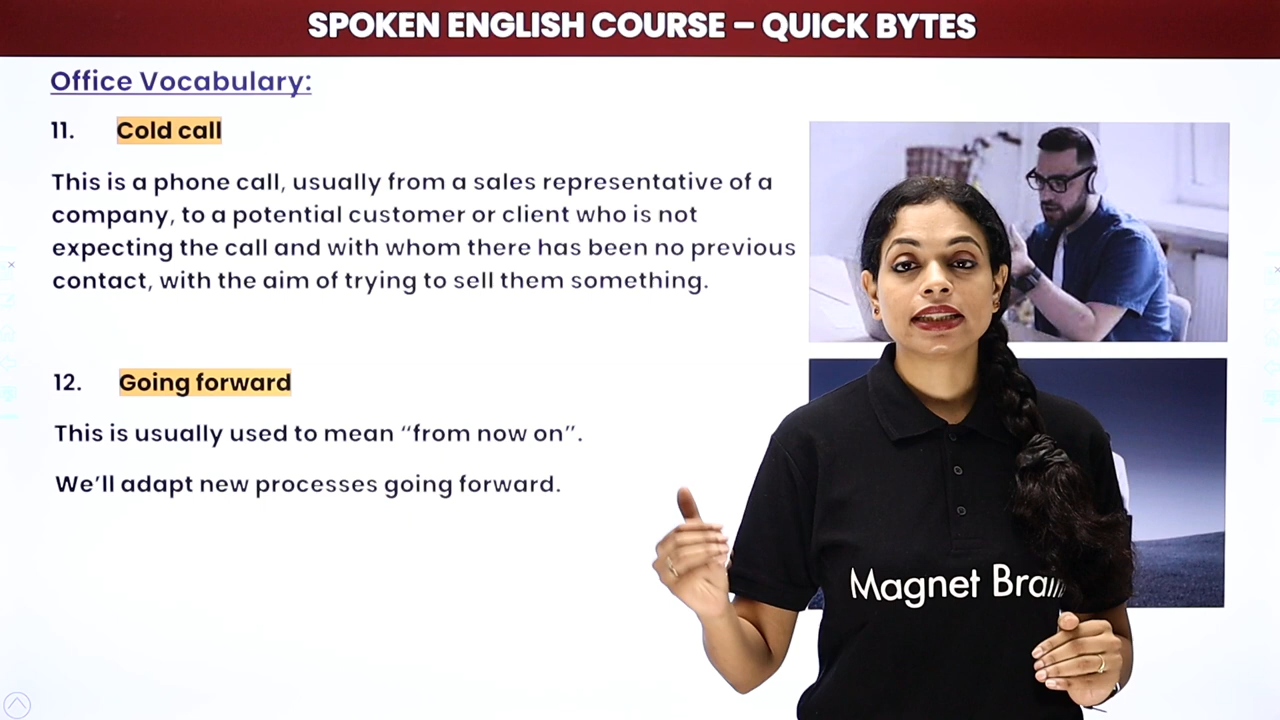 SPOKEN ENGLISH COURSE – QUICK BYTES
Office Vocabulary:
11. Cold call
This is a phone call, usually from a sales representative of a
company, to a potential customer or client who is not
expecting the call and with whom there has been no previous
contact, with the aim of trying to sell them something.
12. Going forward
This is usually used to mean “from now on”.
We’ll adapt new processes going forward.
Magnet Brain